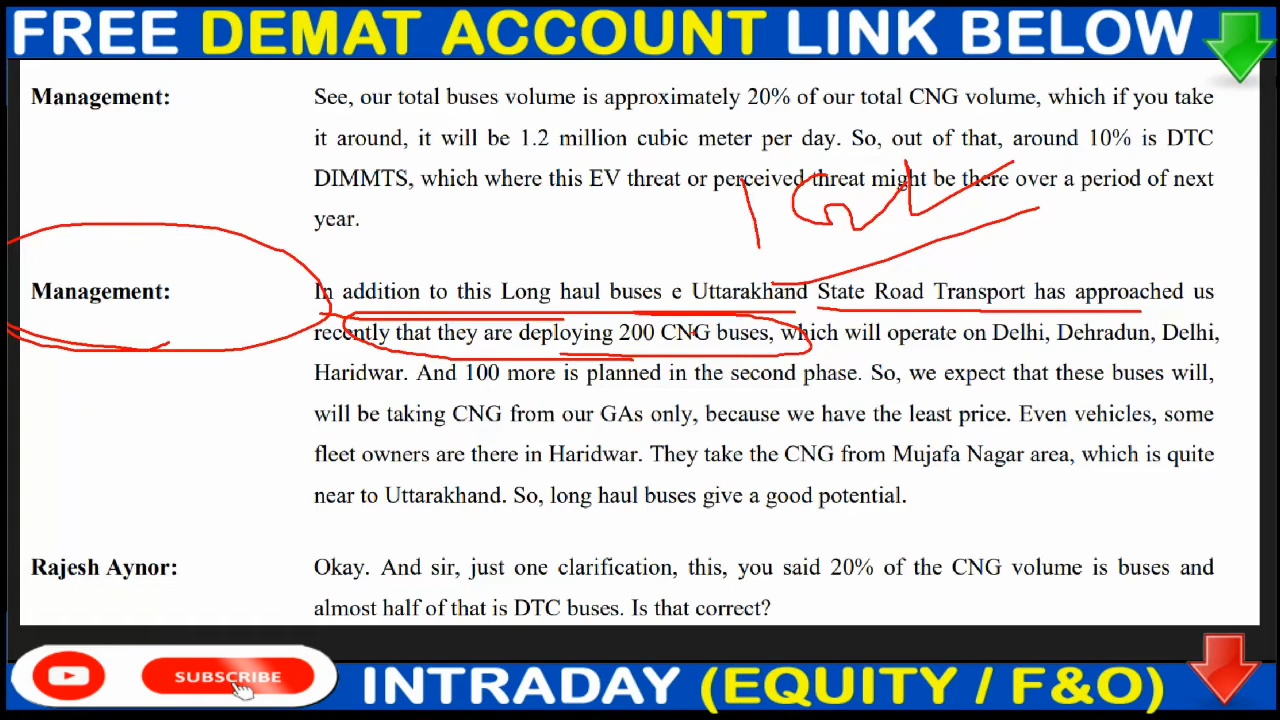 FREE DEMAT ACCOUNT LINK BELOW
Management: See, our total buses volume is approximately 20% of our total CNG volume, which if you take
it around, it will be 1.2 million cubic meter per day. So, out of that, around 10% is DTC
DIMMTS, which where this EV threat or perceived threat might be there over a period of next
year.
IGL
Management: In addition to this Long haul buses e Uttarakhand State Road Transport has approached us
recently that they are deploying 200 CNG buses, which will operate on Delhi, Dehradun, Delhi,
Haridwar. And 100 more is planned in the second phase. So, we expect that these buses will,
will be taking CNG from our GAs only, because we have the least price. Even vehicles, some
fleet owners are there in Haridwar. They take the CNG from Mujafa Nagar area, which is quite
near to Uttarakhand. So, long haul buses give a good potential.
Rajesh Aynor: Okay. And sir, just one clarification, this, you said 20% of the CNG volume is buses and
almost half of that is DTC buses. Is that correct?
SUBSCRIBE
INTRADAY (EQUITY / F&O)